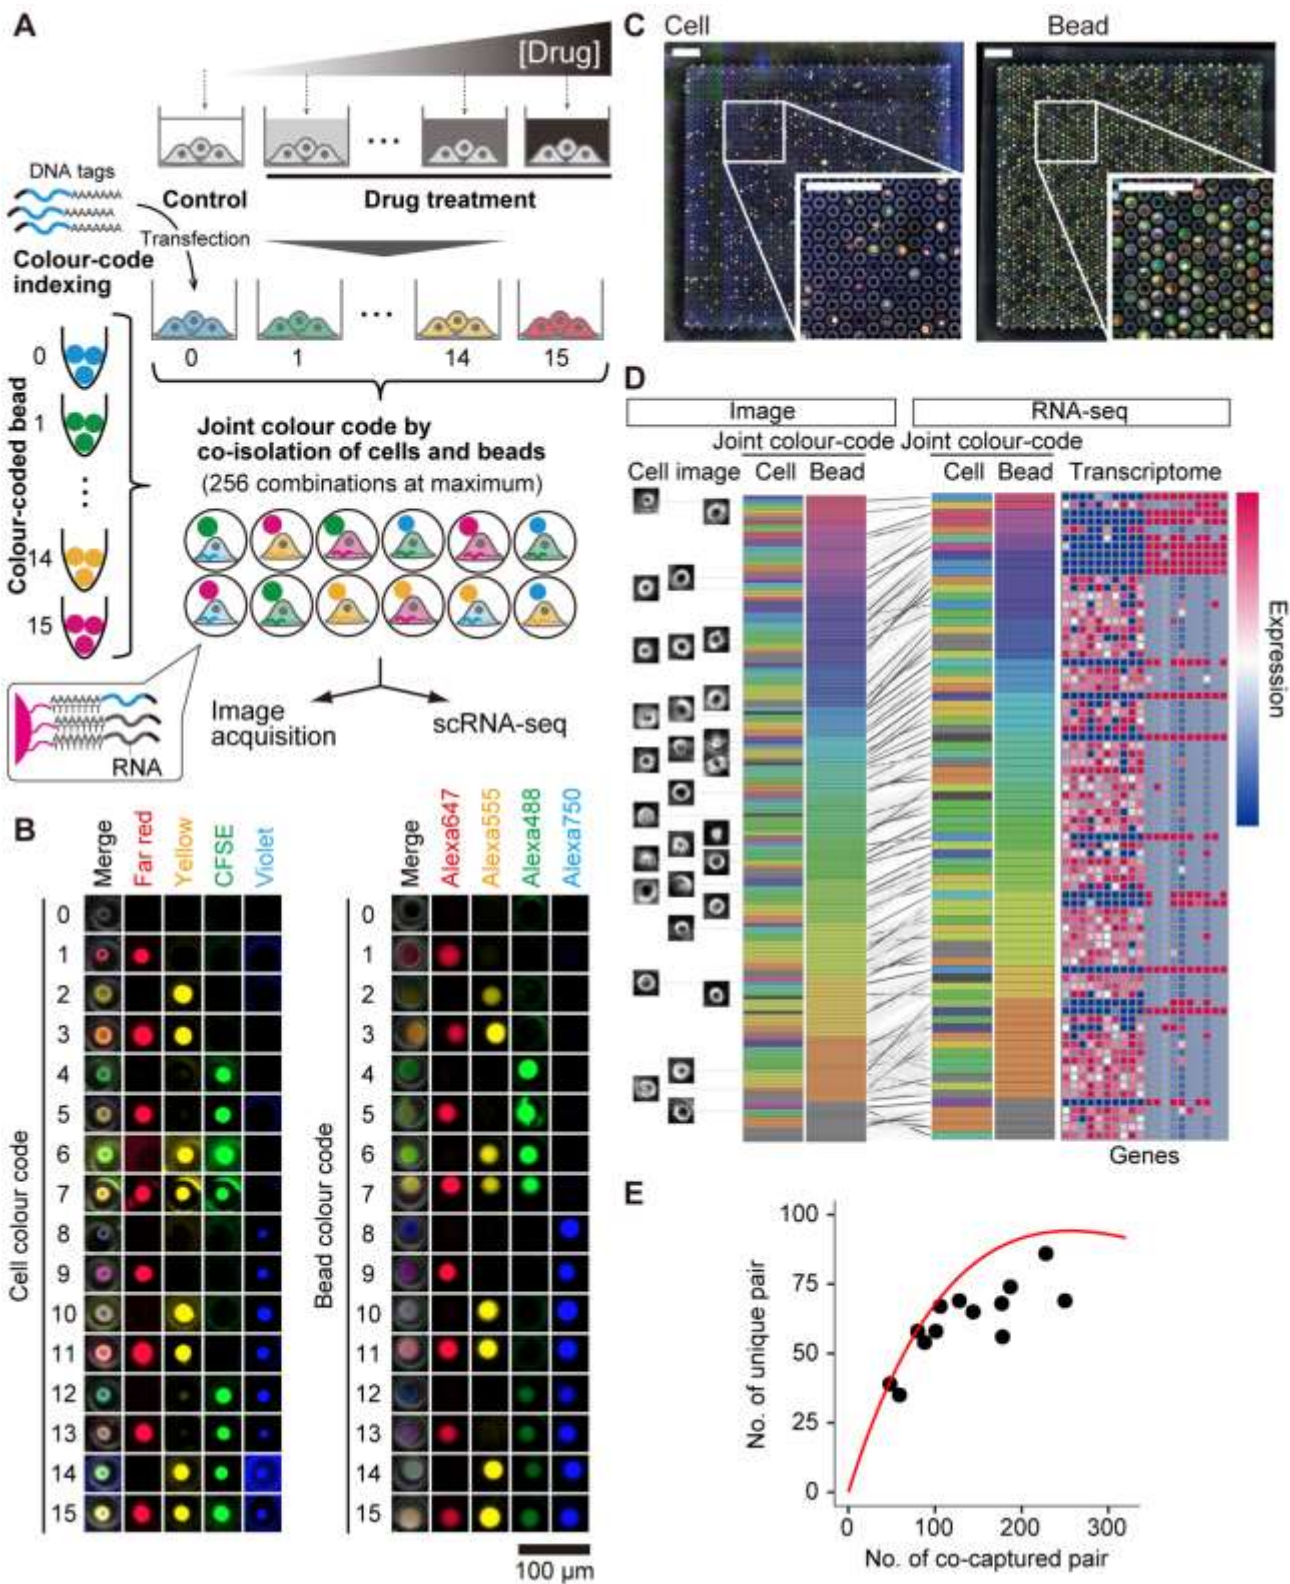 A
[Drug]
DNA tags
AAAAAAA
AAAAAAA
AAAAAAA
Control
Drug treatment
Transfection
Colour-code
indexing
0
1
14
15
Colour-coded bead
0
1
14
15
Joint colour code by
co-isolation of cells and beads
(256 combinations at maximum)
Image
acquisition
scRNA-seq
RNA
B
Merge
Far red
Yellow
CFSE
Violet
Cell colour code
0
1
2
3
4
5
6
7
8
9
10
11
12
13
14
15
Merge
Alexa647
Alexa555
Alexa488
Alexa750
Bead colour code
0
1
2
3
4
5
6
7
8
9
10
11
12
13
14
15
100 µm
C
Cell
Bead
D
Image
RNA-seq
Joint colour-code
Joint colour-code
Cell image
Cell
Bead
Cell
Bead
Transcriptome
Expression
Genes
E
No. of unique pair
100
75
50
25
0
0
100
200
300
No. of co-captured pair